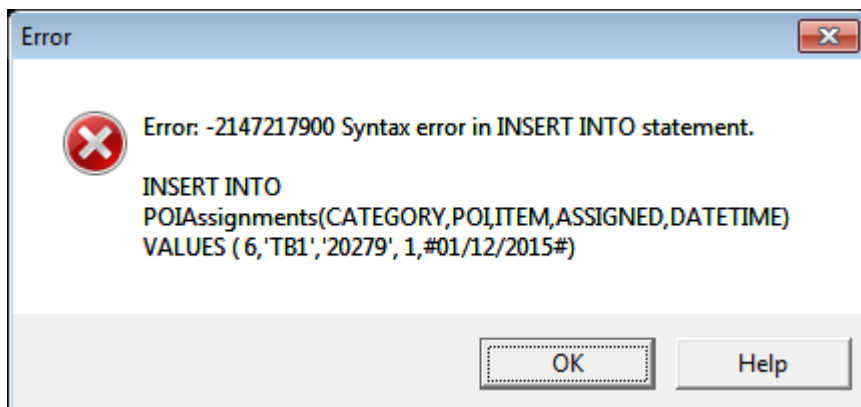 Error
Error: -2147217900 Syntax error in INSERT INTO statement.
INSERT INTO
POIAssignments(CATEGORY,POI,ITEM,ASSIGNED,DATETIME)
VALUES ( 6,'TB1','20279', 1,#01/12/2015#)
OK
Help